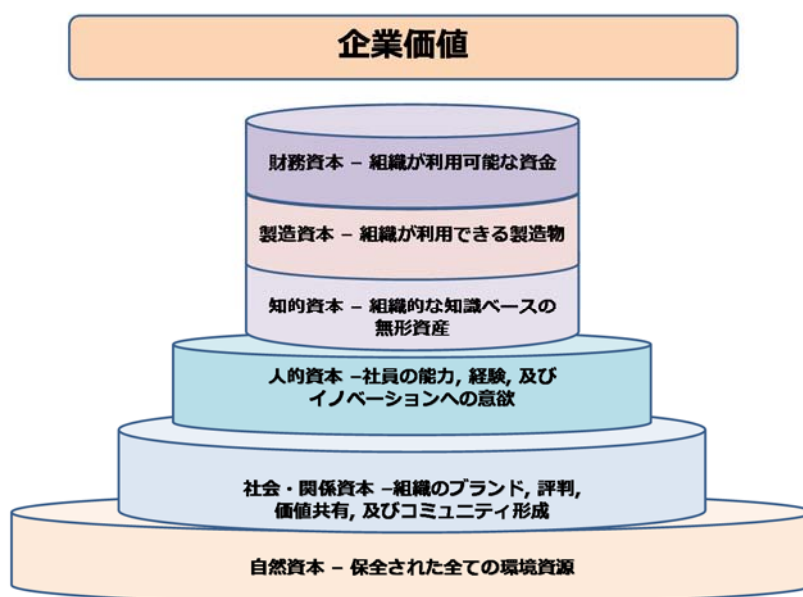 企業価値
財務資本 – 組織が利用可能な資金
製造資本 – 組織が利用できる製造物
知的資本 – 組織的な知識ベースの
無形資産
人的資本 –社員の能力, 経験, 及び
イノベーションへの意欲
社会・関係資本 –組織のブランド, 評判,
価値共有, 及びコミュニティ形成
自然資本 – 保全された全ての環境資源